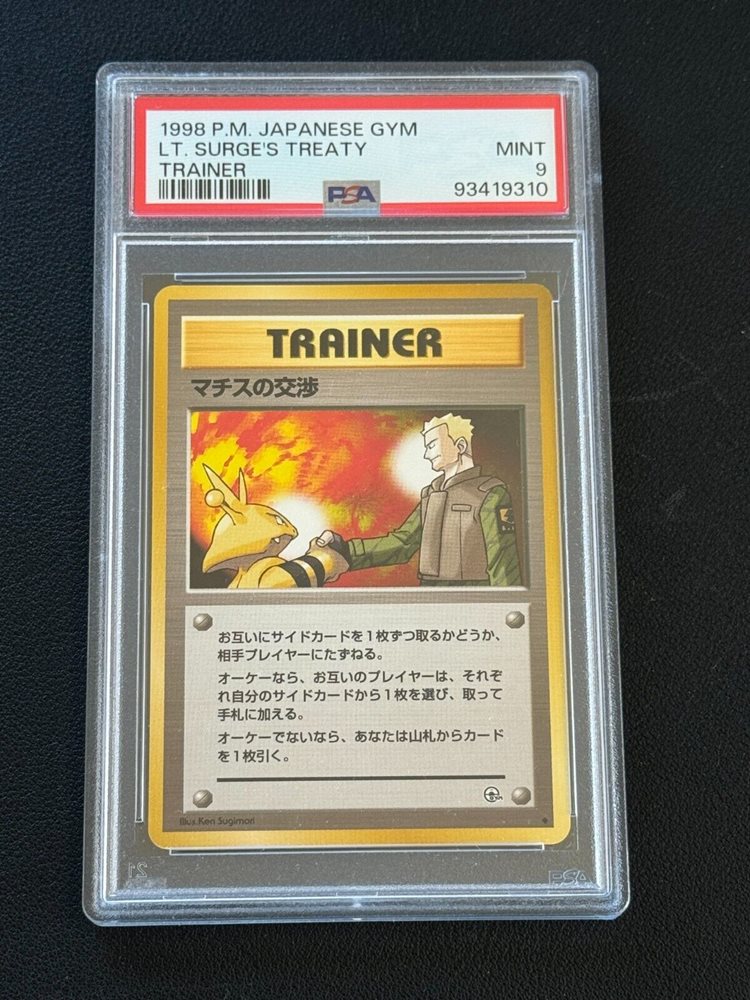 1998 P.M. JAPANESE GYM
LT. SURGE'S TREATY MINT
TRAINER 9
PSA 93419310
TRAINER
マチスの交渉
お互いにサイドカードを1枚ずつ取るかどうか、
相手プレイヤーにたずねる。
オーケーなら、お互いのプレイヤーは、それぞ
れ自分のサイドカードから1枚を選び、取って
手札に加える。
オーケーでないなら、あなたは山札からカード
を1枚引く。
Illus. Ken Sugimori
21 PSA